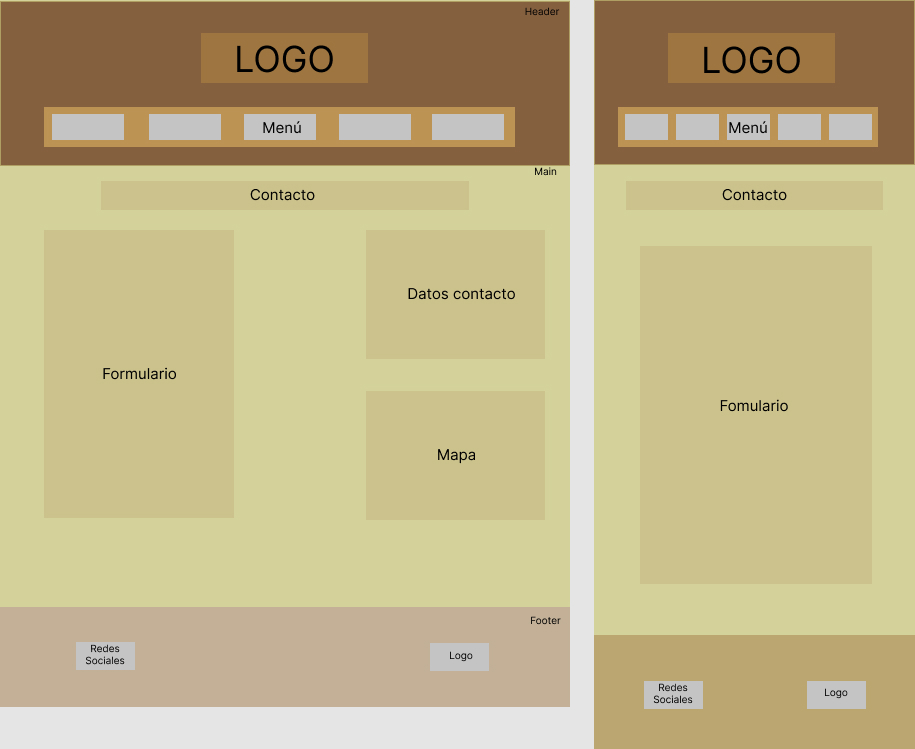 Header
LOGO
Menú
Main
Contacto
Formulario
Datos contacto
Mapa
Footer
Redes
Sociales
Logo
LOGO
Menú
Contacto
Fomulario
Redes
Sociales
Logo